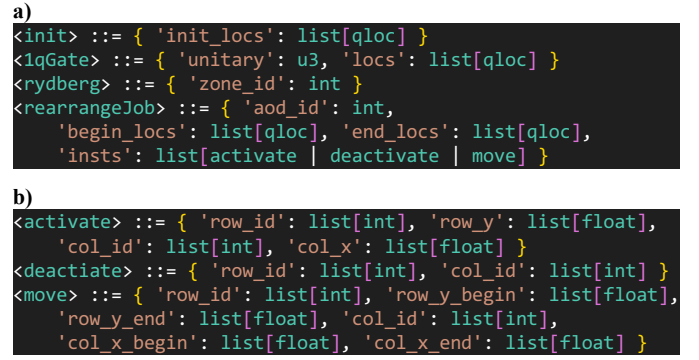 a)
<init> ::= { 'init_locs': list[qloc] }
<1qGate> ::= { 'unitary': u3, 'locs': list[qloc] }
<rydberg> ::= { 'zone_id': int }
<rearrangeJob> ::= { 'aod_id': int,
'begin_locs': list[qloc], 'end_locs': list[qloc],
'insts': list[activate | deactivate | move] }
b)
<activate> ::= { 'row_id': list[int], 'row_y': list[float],
'col_id': list[int], 'col_x': list[float] }
<deactiate> ::= { 'row_id': list[int], 'col_id': list[int] }
<move> ::= { 'row_id': list[int], 'row_y_begin': list[float],
'row_y_end': list[float], 'col_id': list[int],
'col_x_begin': list[float], 'col_x_end': list[float] }